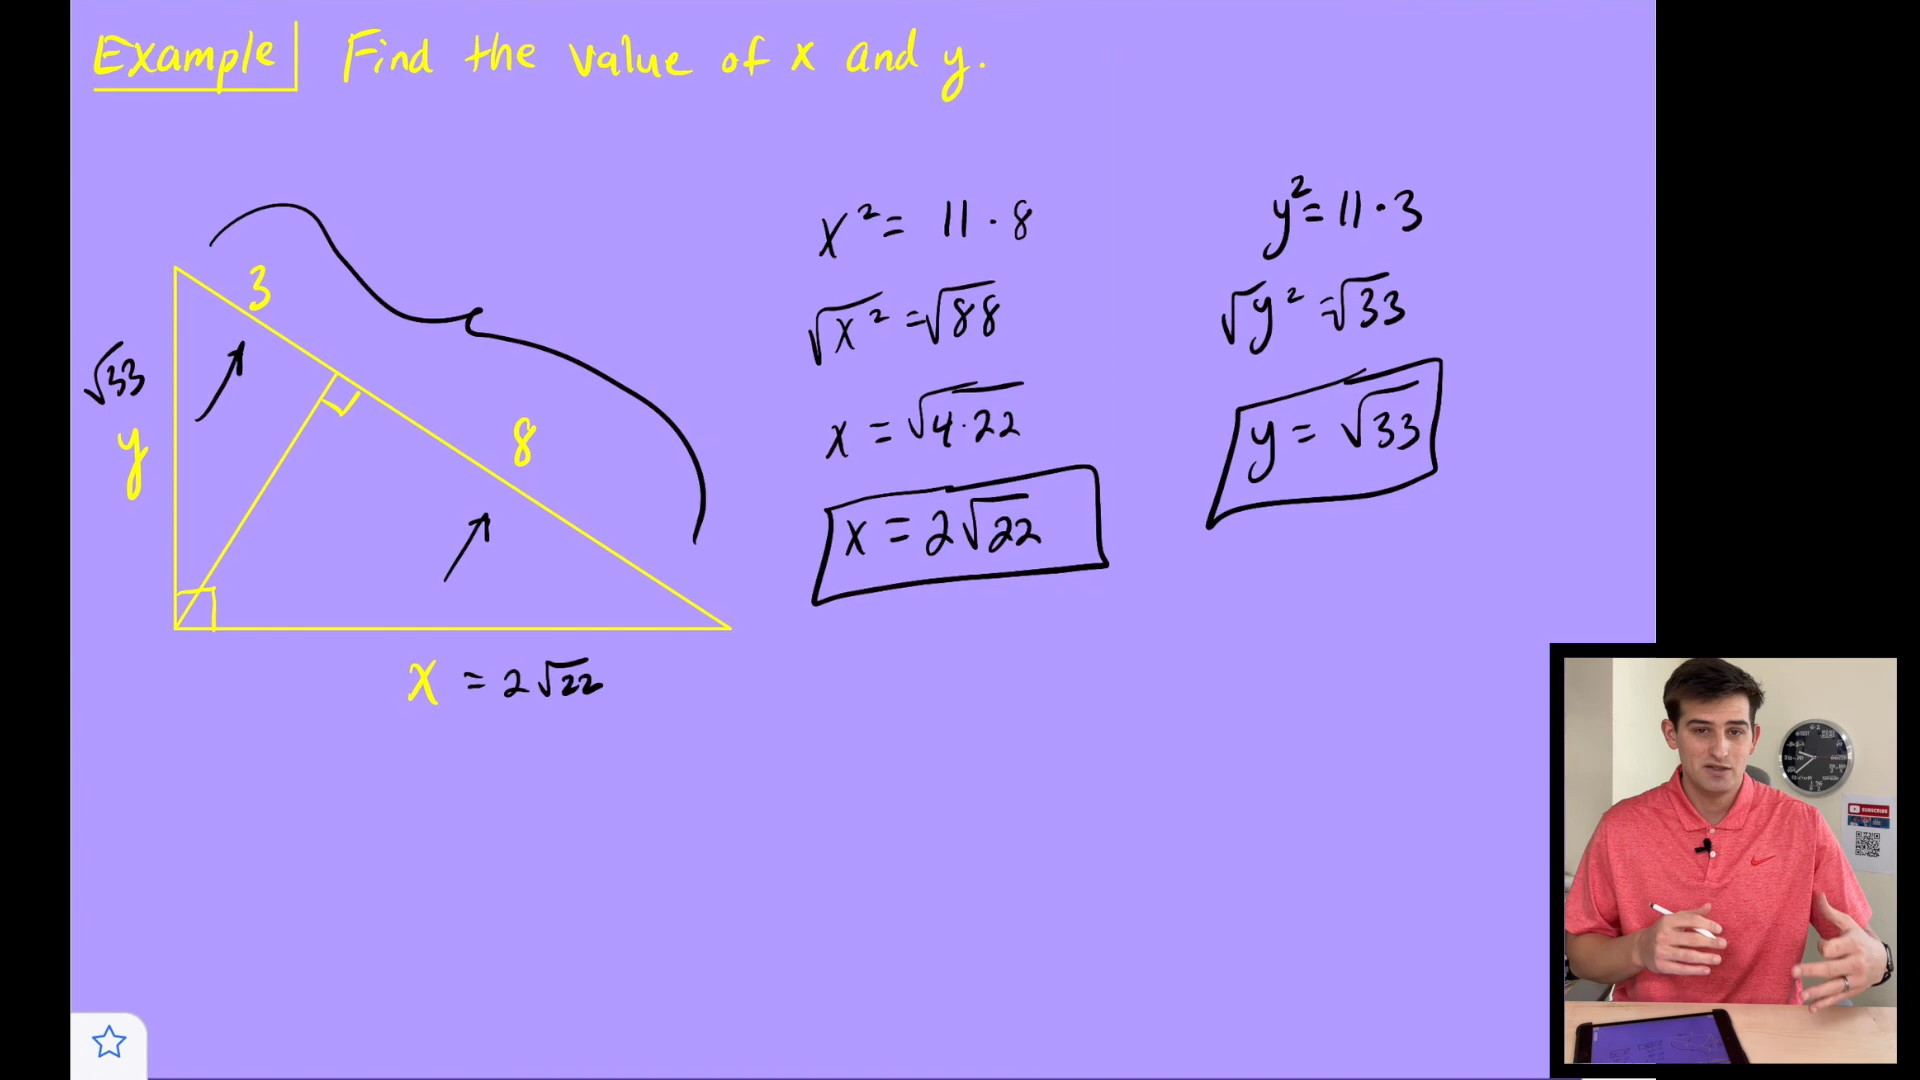 Example Find the value of x and y.
3
√33
y
8
x = 2√22
x² = 11 · 8
√x² = √88
x = √4·22
x = 2√22
y² = 11 · 3
√y² = √33
y = √33
SUBSCRIBE